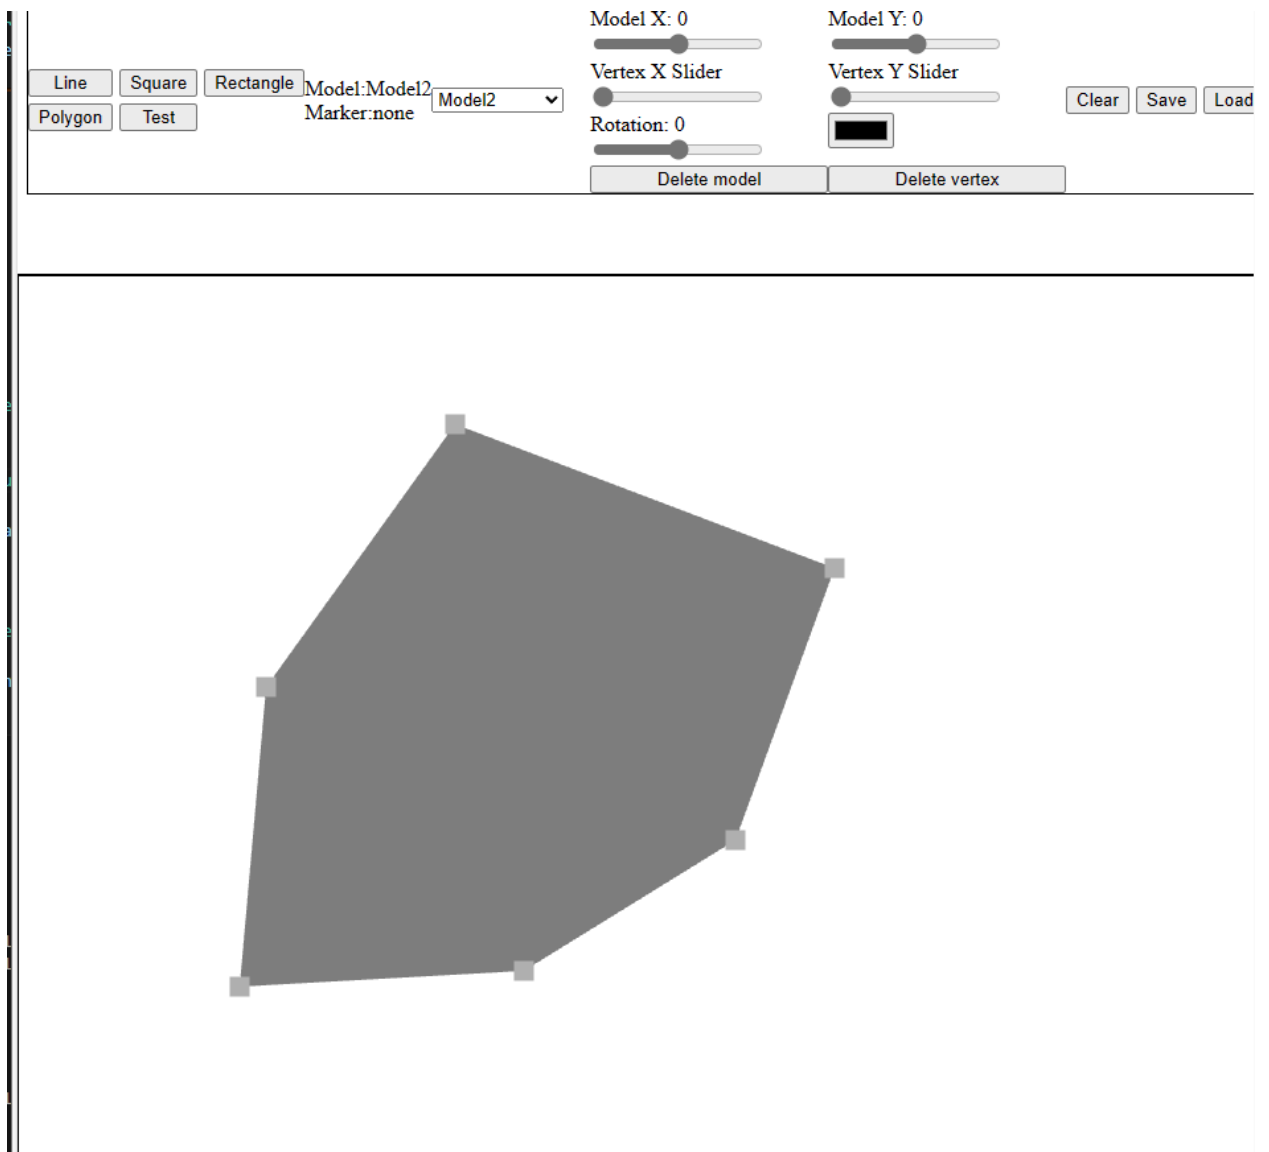 Model X: 0
Model Y: 0
Vertex X Slider
Vertex Y Slider
Line
Square
Rectangle
Model:Model2
Model2
Marker:none
Clear
Save
Load
Polygon
Test
Rotation: 0
Delete model
Delete vertex